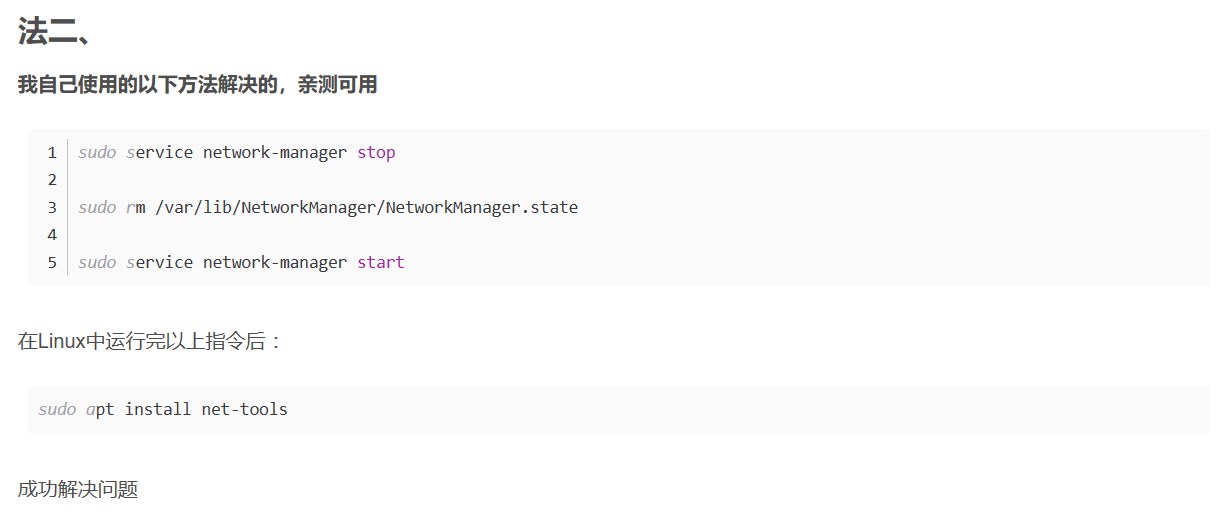 法二、
我自己使用的以下方法解决的，亲测可用
1 sudo service network-manager stop
2
3 sudo rm /var/lib/NetworkManager/NetworkManager.state
4
5 sudo service network-manager start
在Linux中运行完以上指令后：
sudo apt install net-tools
成功解决问题